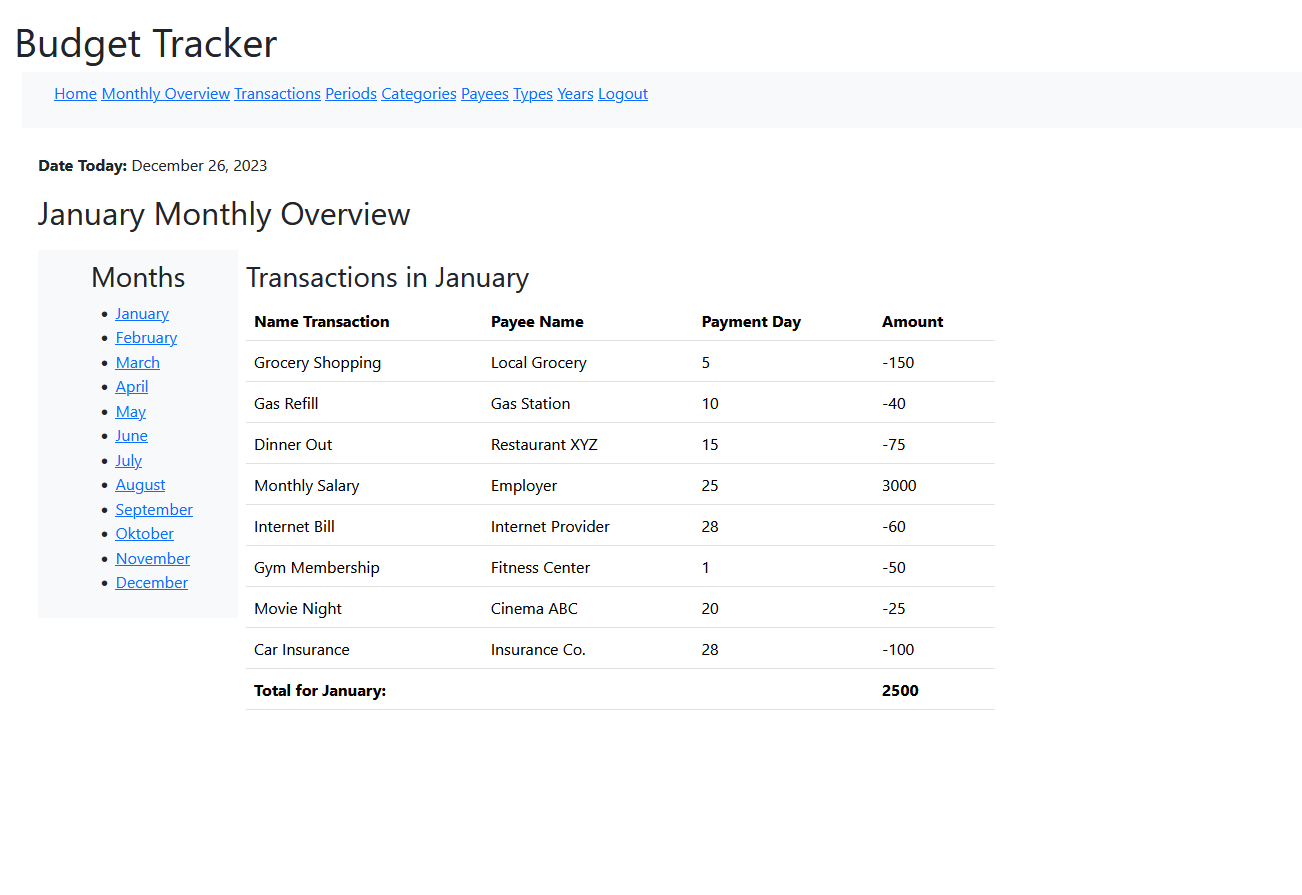 Budget Tracker
Home Monthly Overview Transactions Periods Categories Payees Types Years Logout
Date Today: December 26, 2023
January Monthly Overview
Months
January
February
March
April
May
June
July
August
September
Oktober
November
December
Transactions in January
Name Transaction Payee Name Payment Day Amount
Grocery Shopping Local Grocery 5 -150
Gas Refill Gas Station 10 -40
Dinner Out Restaurant XYZ 15 -75
Monthly Salary Employer 25 3000
Internet Bill Internet Provider 28 -60
Gym Membership Fitness Center 1 -50
Movie Night Cinema ABC 20 -25
Car Insurance Insurance Co. 28 -100
Total for January: 2500